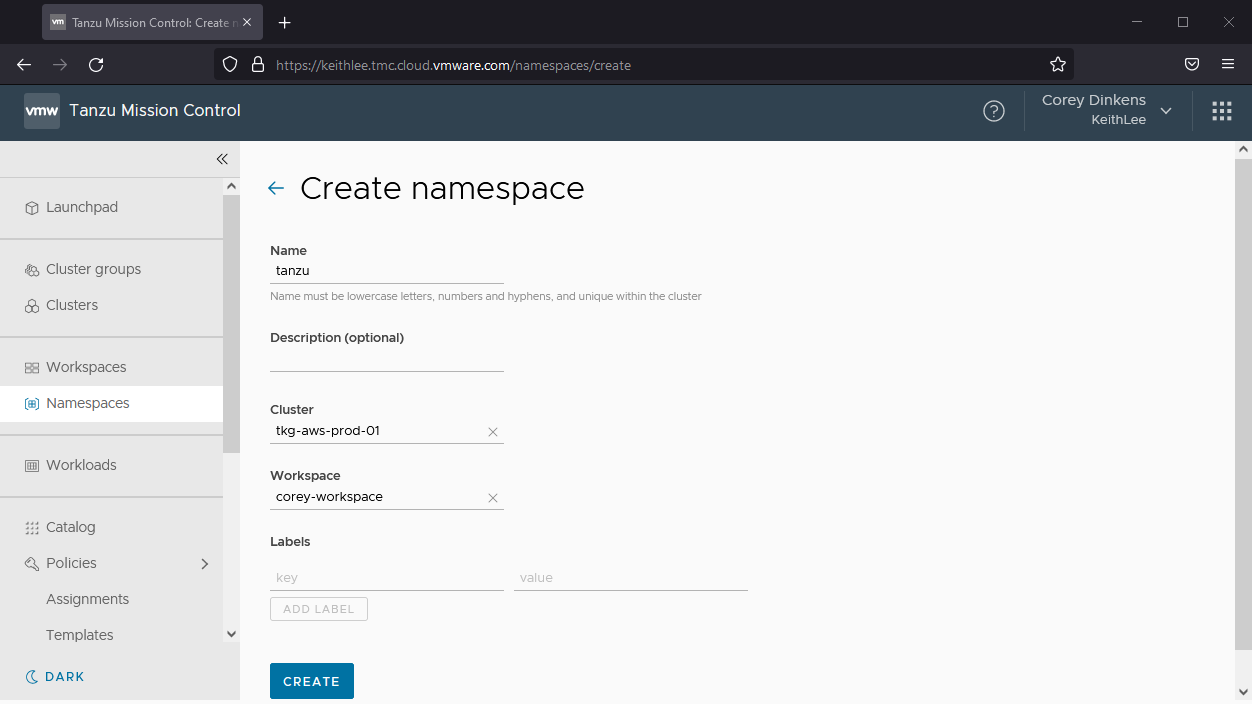 vm Tanzu Mission Control: Create n
https://keithlee.tmc.cloud.vmware.com/namespaces/create
vmw Tanzu Mission Control
Corey Dinkens
KeithLee
Launchpad
Cluster groups
Clusters
Workspaces
Namespaces
Workloads
Catalog
Policies
Assignments
Templates
DARK
Create namespace
Name
tanzu
Name must be lowercase letters, numbers and hyphens, and unique within the cluster
Description (optional)
Cluster
tkg-aws-prod-01
Workspace
corey-workspace
Labels
key value
ADD LABEL
CREATE